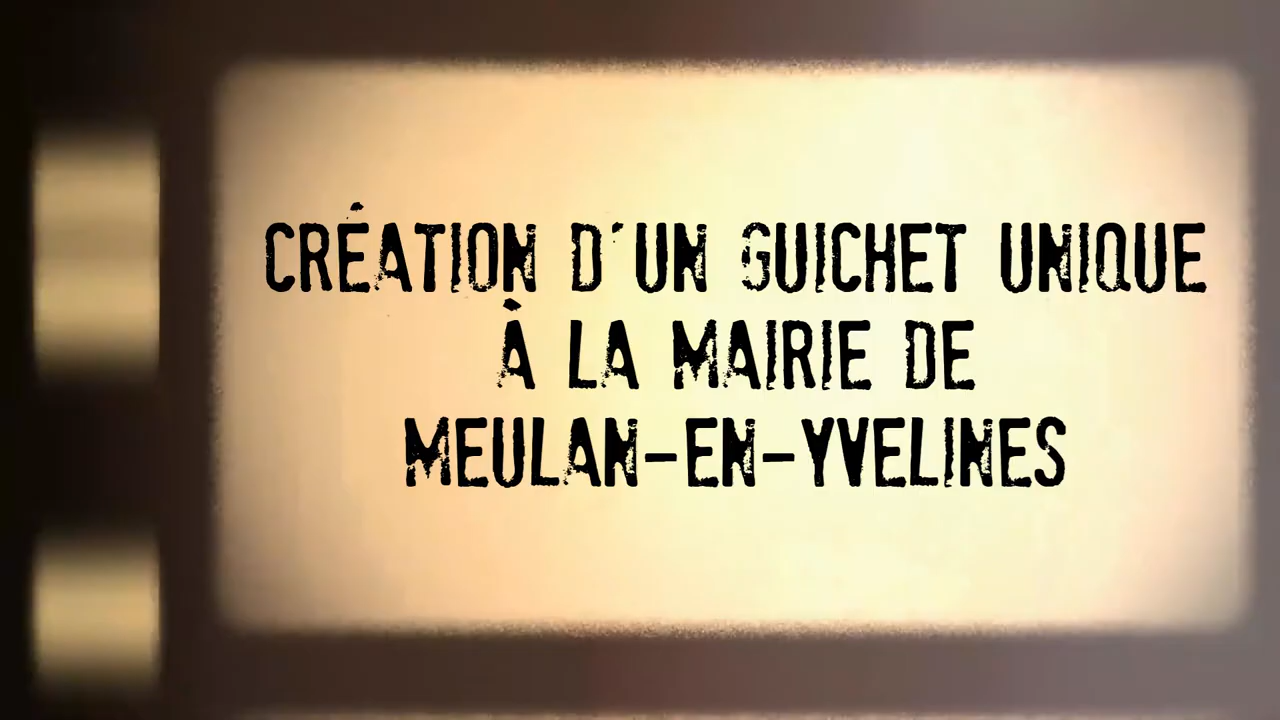 CRÉATION D'UN GUICHET UNIQUE
À LA MAIRIE DE
MEULAN-EN-YVELINES